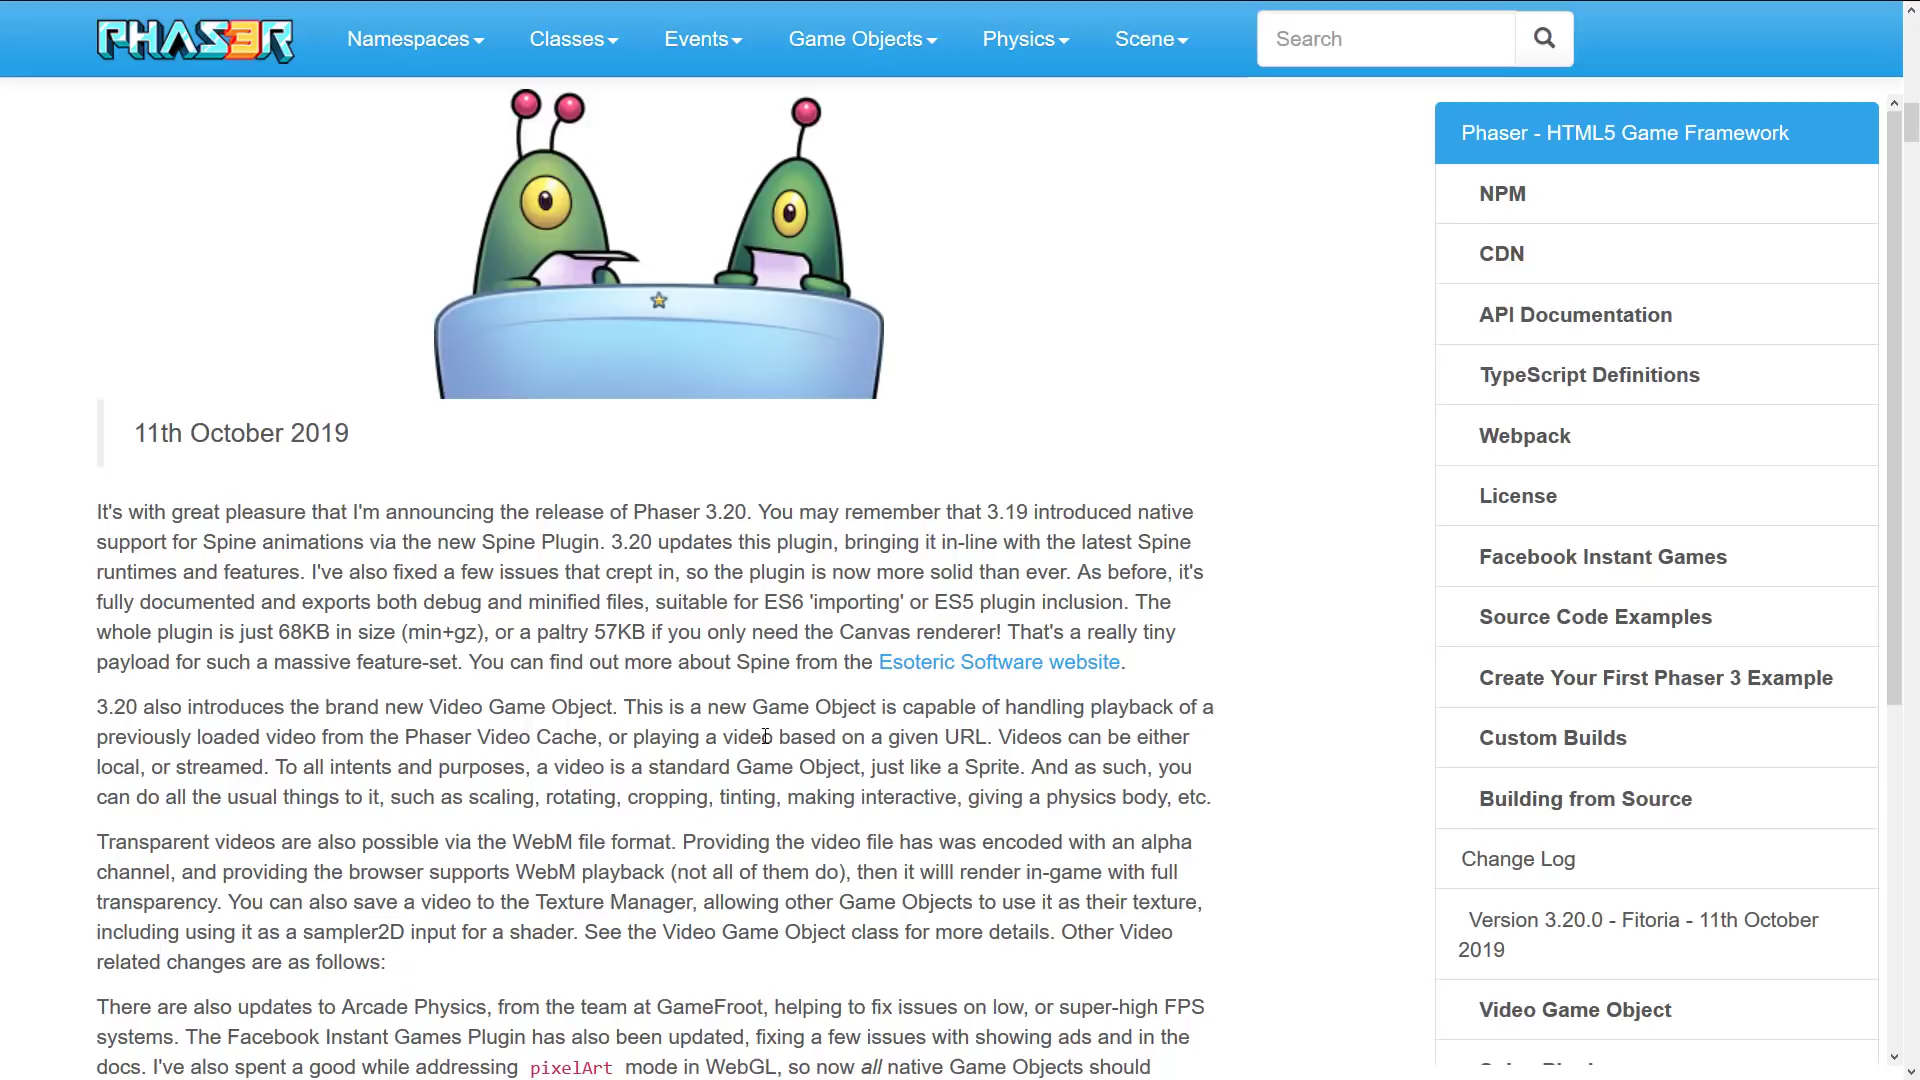 PHASER Namespaces Classes Events Game Objects Physics Scene Search
11th October 2019
It's with great pleasure that I'm announcing the release of Phaser 3.20. You may remember that 3.19 introduced native
support for Spine animations via the new Spine Plugin. 3.20 updates this plugin, bringing it in-line with the latest Spine
runtimes and features. I've also fixed a few issues that crept in, so the plugin is now more solid than ever. As before, it's
fully documented and exports both debug and minified files, suitable for ES6 'importing' or ES5 plugin inclusion. The
whole plugin is just 68KB in size (min+gz), or a paltry 57KB if you only need the Canvas renderer! That's a really tiny
payload for such a massive feature-set. You can find out more about Spine from the Esoteric Software website.
3.20 also introduces the brand new Video Game Object. This is a new Game Object is capable of handling playback of a
previously loaded video from the Phaser Video Cache, or playing a video based on a given URL. Videos can be either
local, or streamed. To all intents and purposes, a video is a standard Game Object, just like a Sprite. And as such, you
can do all the usual things to it, such as scaling, rotating, cropping, tinting, making interactive, giving a physics body, etc.
Transparent videos are also possible via the WebM file format. Providing the video file has was encoded with an alpha
channel, and providing the browser supports WebM playback (not all of them do), then it willl render in-game with full
transparency. You can also save a video to the Texture Manager, allowing other Game Objects to use it as their texture,
including using it as a sampler2D input for a shader. See the Video Game Object class for more details. Other Video
related changes are as follows:
There are also updates to Arcade Physics, from the team at GameFroot, helping to fix issues on low, or super-high FPS
systems. The Facebook Instant Games Plugin has also been updated, fixing a few issues with showing ads and in the
docs. I've also spent a good while addressing pixelArt mode in WebGL, so now all native Game Objects should
Phaser - HTML5 Game Framework
NPM
CDN
API Documentation
TypeScript Definitions
Webpack
License
Facebook Instant Games
Source Code Examples
Create Your First Phaser 3 Example
Custom Builds
Building from Source
Change Log
Version 3.20.0 - Fitoria - 11th October
2019
Video Game Object